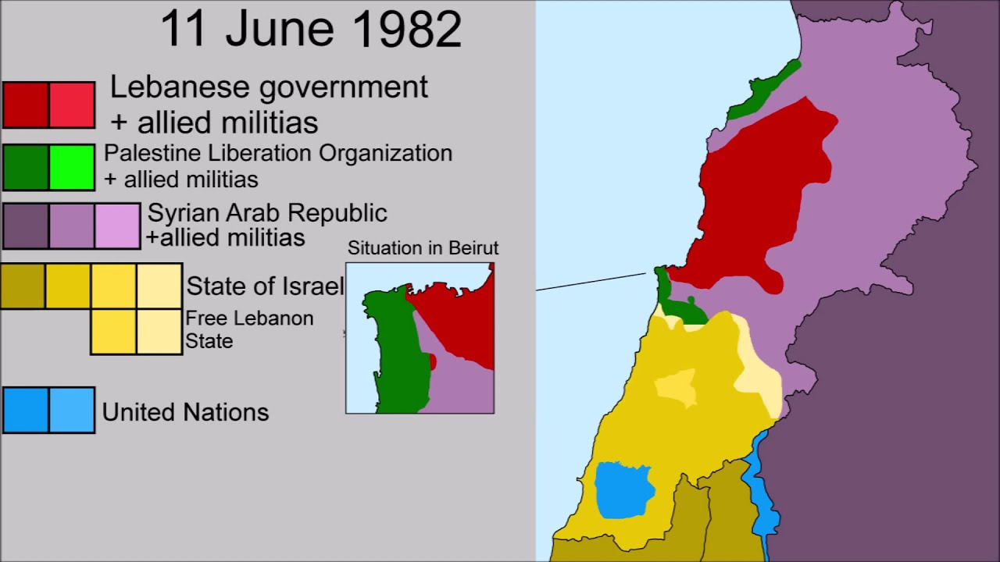 11 June 1982
Lebanese government
+ allied militias
Palestine Liberation Organization
+ allied militias
Syrian Arab Republic
+allied militias
Situation in Beirut
State of Israel
Free Lebanon
State
United Nations